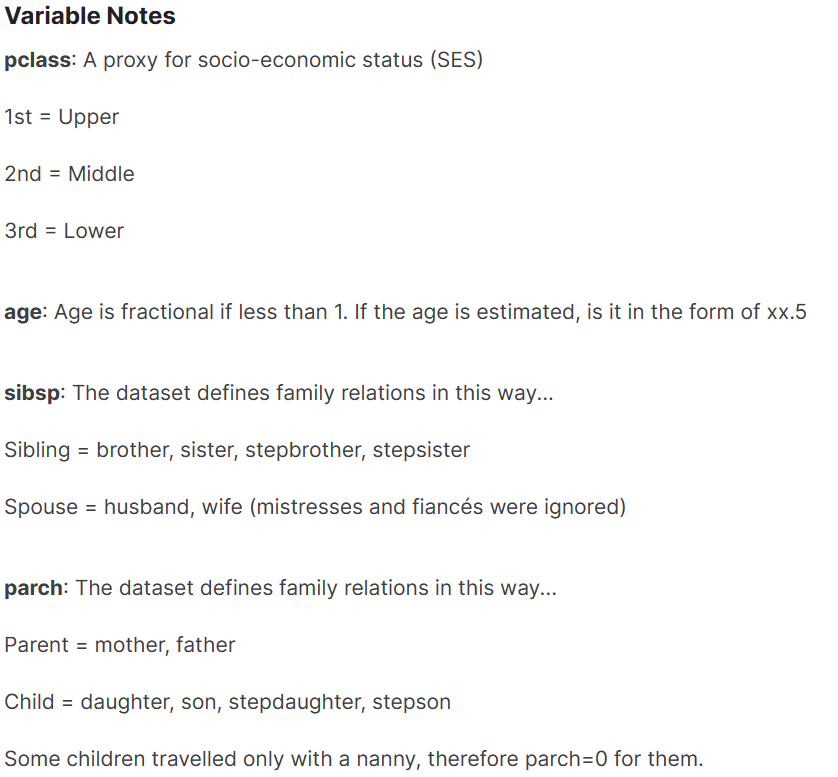 Variable Notes
pclass: A proxy for socio-economic status (SES)
1st = Upper
2nd = Middle
3rd = Lower
age: Age is fractional if less than 1. If the age is estimated, is it in the form of xx.5
sibsp: The dataset defines family relations in this way...
Sibling = brother, sister, stepbrother, stepsister
Spouse = husband, wife (mistresses and fiancés were ignored)
parch: The dataset defines family relations in this way...
Parent = mother, father
Child = daughter, son, stepdaughter, stepson
Some children travelled only with a nanny, therefore parch=0 for them.